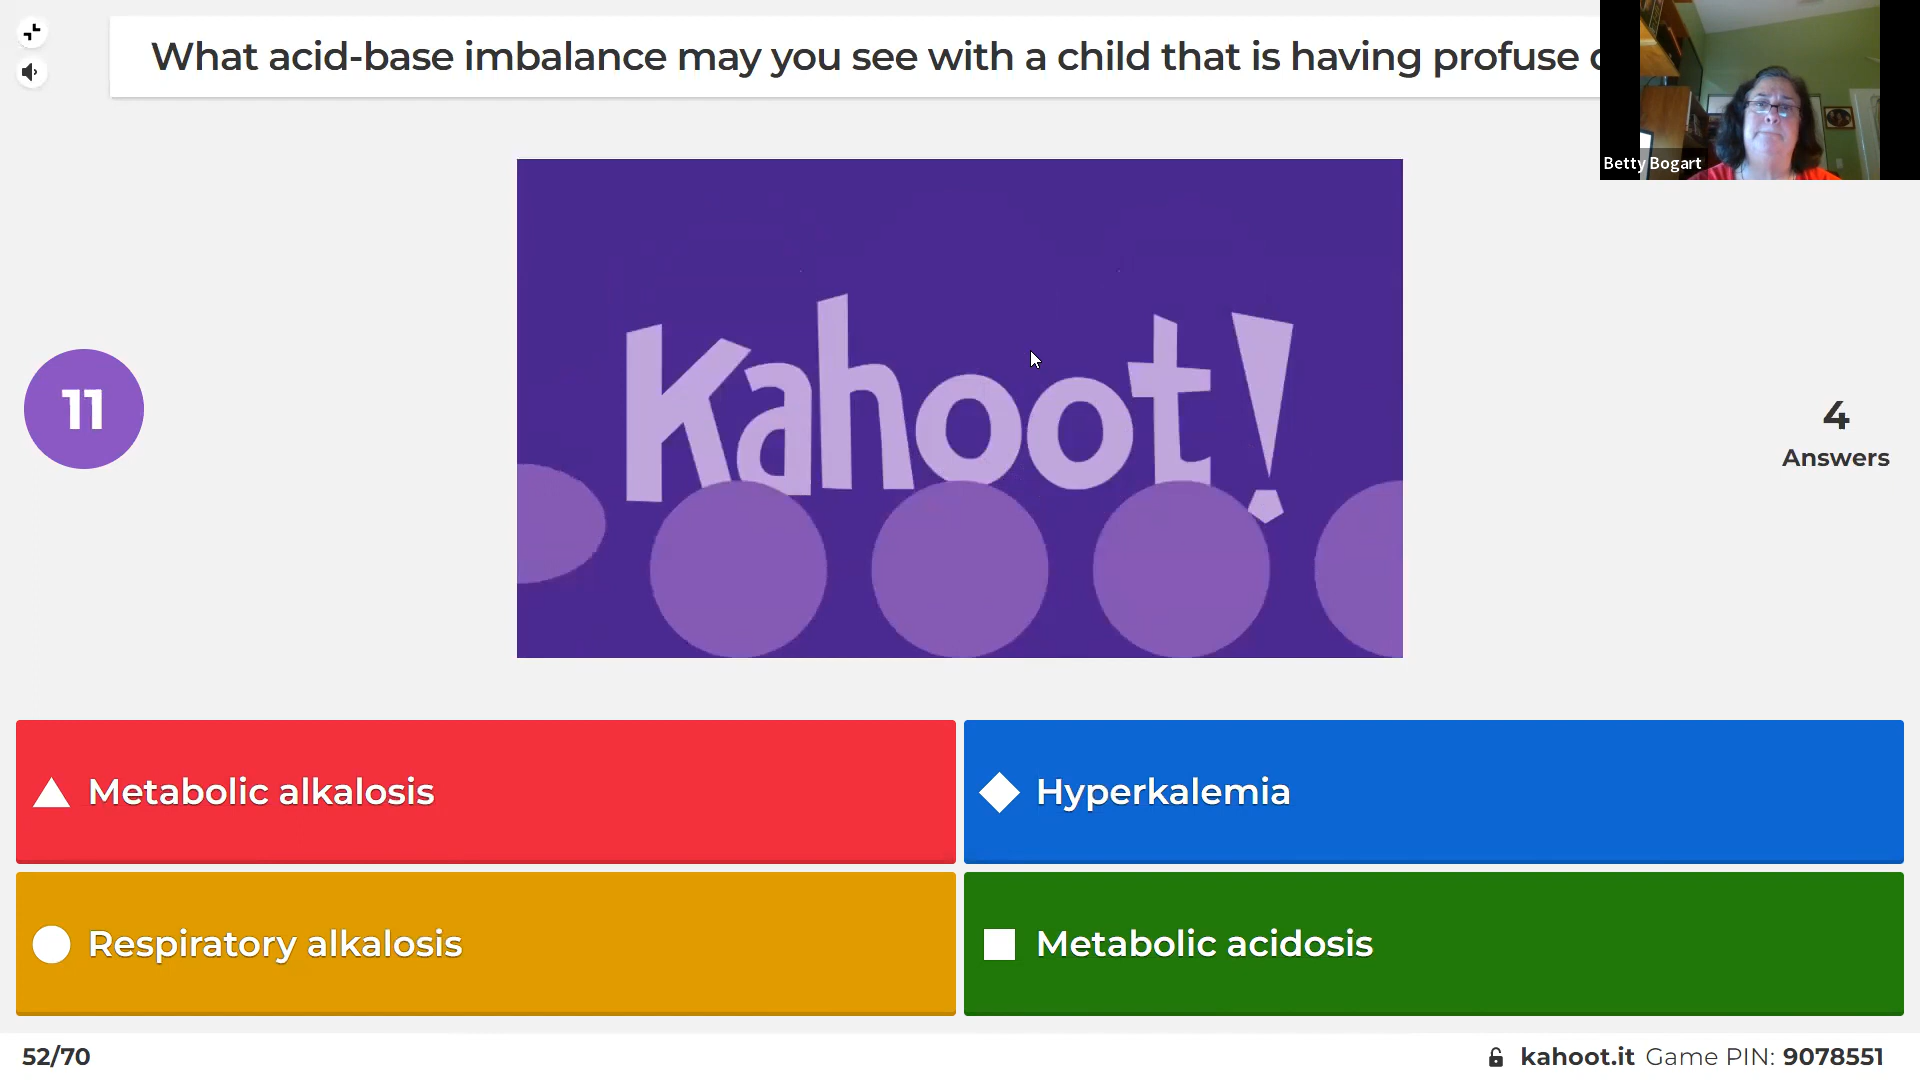 What acid-base imbalance may you see with a child that is having profuse
Betty Bogart
Kahoot!
11
4
Answers
Metabolic alkalosis
Hyperkalemia
Respiratory alkalosis
Metabolic acidosis
52/70
kahoot.it Game PIN: 9078551